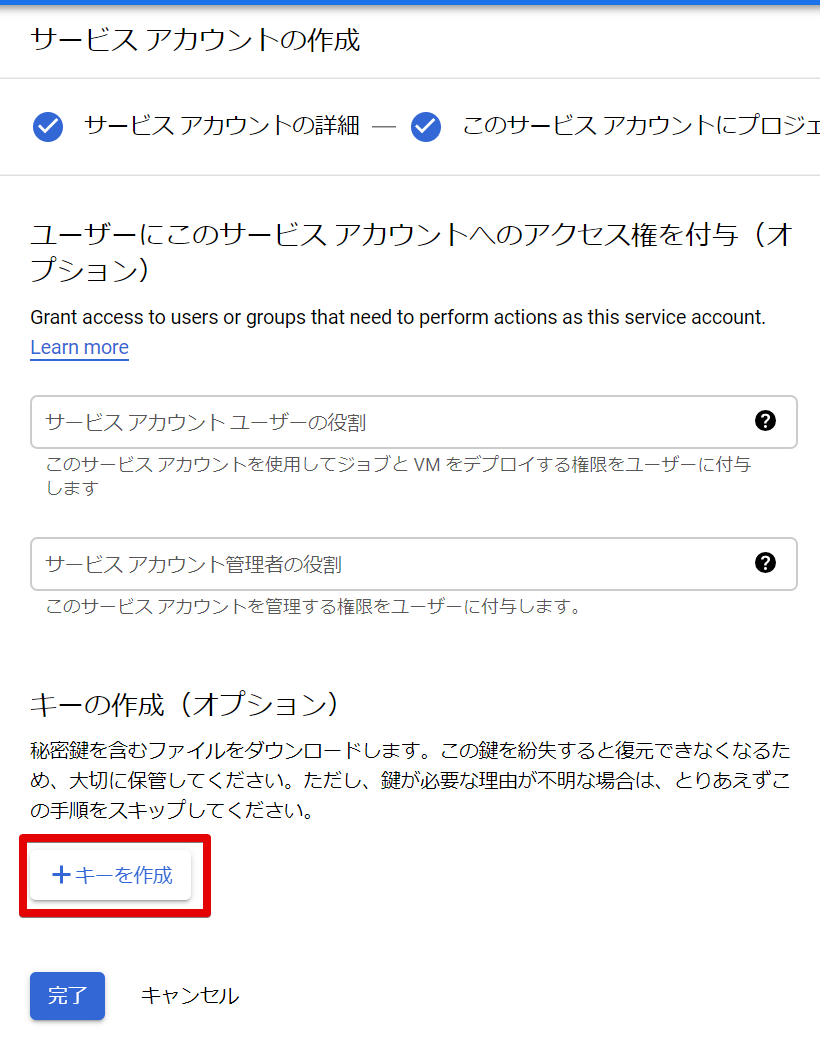 サービス アカウントの作成
サービス アカウントの詳細 — このサービス アカウントにプロジェ
ユーザーにこのサービス アカウントへのアクセス権を付与（オ
プション）
Grant access to users or groups that need to perform actions as this service account.
Learn more
サービス アカウント ユーザーの役割
このサービス アカウントを使用してジョブと VM をデプロイする権限をユーザーに付与
します
サービス アカウント管理者の役割
このサービス アカウントを管理する権限をユーザーに付与します。
キーの作成（オプション）
秘密鍵を含むファイルをダウンロードします。この鍵を紛失すると復元できなくなるた
め、大切に保管してください。ただし、鍵が必要な理由が不明な場合は、とりあえずこ
の手順をスキップしてください。
+キーを作成
完了 キャンセル